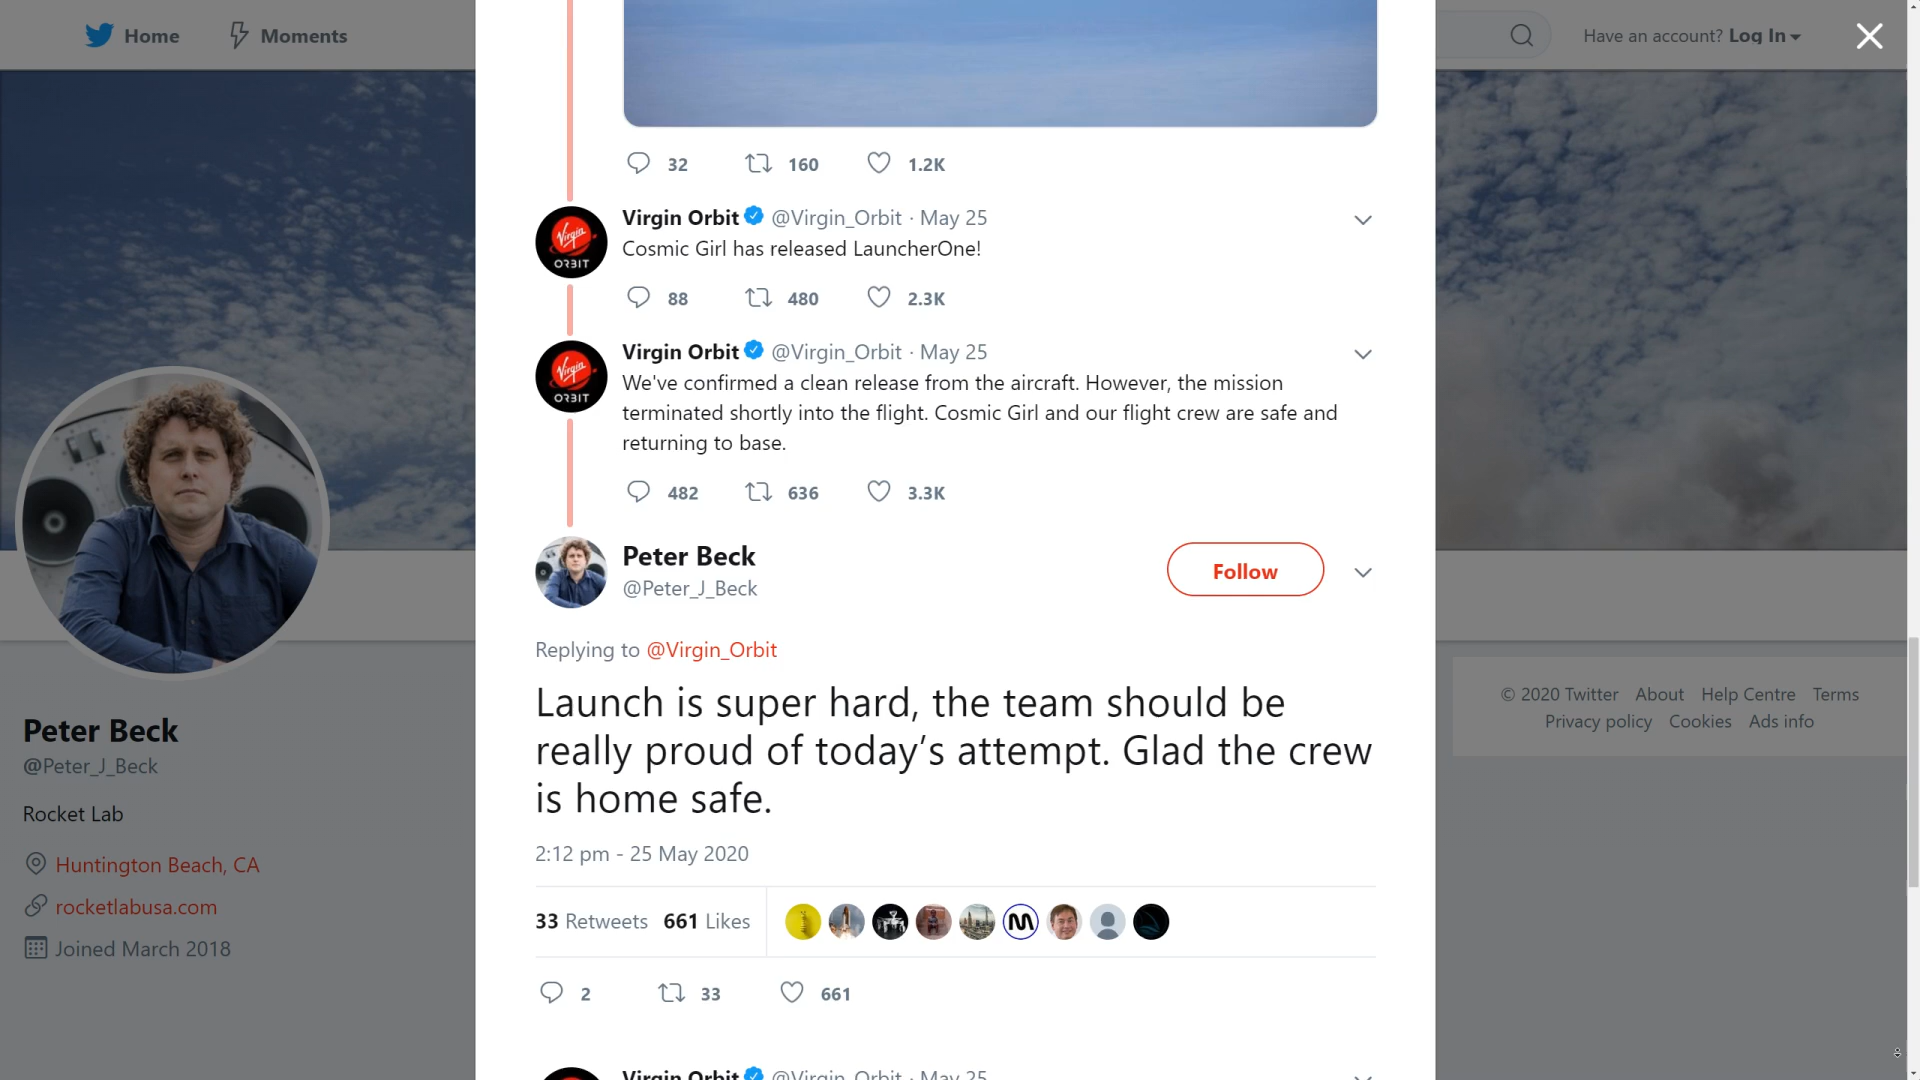 Home
Moments
Have an account? Log In
32 160 1.2K
Virgin Orbit @Virgin_Orbit · May 25
Cosmic Girl has released LauncherOne!
Virgin
ORBIT
88 480 2.3K
Virgin Orbit @Virgin_Orbit · May 25
We've confirmed a clean release from the aircraft. However, the mission
terminated shortly into the flight. Cosmic Girl and our flight crew are safe and
returning to base.
Virgin
ORBIT
482 636 3.3K
Peter Beck
@Peter_J_Beck
Follow
Replying to @Virgin_Orbit
Launch is super hard, the team should be
really proud of today’s attempt. Glad the crew
is home safe.
2:12 pm - 25 May 2020
33 Retweets 661 Likes
2 33 661
Virgin Orbit @Virgin_Orbit · May 25
Peter Beck
@Peter_J_Beck
Rocket Lab
Huntington Beach, CA
rocketlabusa.com
Joined March 2018
© 2020 Twitter About Help Centre Terms
Privacy policy Cookies Ads info